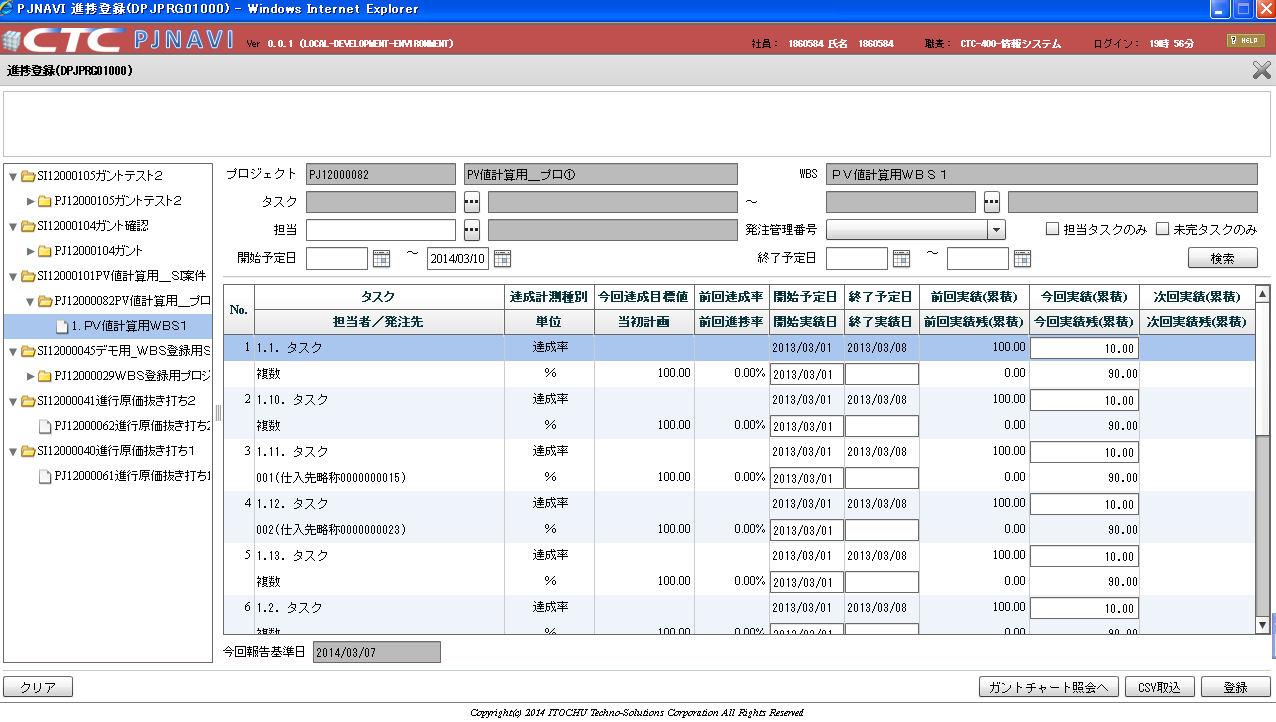 PJNAVI 進捗登録(DPJPRG01000) - Windows Internet Explorer
CTC PJNAVI Ver 0.0.1 (LOCAL-DEVELOPMENT-ENVIRONMENT) 社員： 1860584 氏名 1860584 職責： CTC-400-情報システム ログイン： 19時 56分 ? HELP
進捗登録(DPJPRG01000)
SI12000105ガントテスト2
PJ12000105ガントテスト2
SI12000104ガント確認
PJ12000104ガント
SI12000101PV値計算用__SI案件
PJ12000082PV値計算用__プロ
1. PV値計算用WBS1
SI12000045デモ用_WBS登録用S
PJ12000029WBS登録用プロジ
SI12000041進行原価抜き打ち2
PJ12000062進行原価抜き打ち2
SI12000040進行原価抜き打ち1
PJ12000061進行原価抜き打ち1
プロジェクト PJ12000082 PV値計算用__プロ① WBS ＰＶ値計算用ＷＢＳ１
タスク ... ～ ...
担当 ... 発注管理番号 担当タスクのみ 未完タスクのみ
開始予定日 ～ 2014/03/10 終了予定日 ～ 検索
No. タスク 達成計測種別 今回達成目標値 前回達成率 開始予定日 終了予定日 前回実績(累積) 今回実績(累積) 次回実績(累積)
担当者／発注先 単位 当初計画 前回進捗率 開始実績日 終了実績日 前回実績残(累積) 今回実績残(累積) 次回実績残(累積)
1 1.1. タスク 達成率 2013/03/01 2013/03/08 100.00 10.00
複数 % 100.00 0.00% 2013/03/01 0.00 90.00
2 1.10. タスク 達成率 2013/03/01 2013/03/08 100.00 10.00
複数 % 100.00 0.00% 2013/03/01 0.00 90.00
3 1.11. タスク 達成率 2013/03/01 2013/03/08 100.00 10.00
001(仕入先略称0000000015) % 100.00 0.00% 2013/03/01 0.00 90.00
4 1.12. タスク 達成率 2013/03/01 2013/03/08 100.00 10.00
002(仕入先略称0000000023) % 100.00 0.00% 2013/03/01 0.00 90.00
5 1.13. タスク 達成率 2013/03/01 2013/03/08 100.00 10.00
複数 % 100.00 0.00% 2013/03/01 0.00 90.00
6 1.2. タスク 達成率 2013/03/01 2013/03/08 100.00 10.00
複数 % 100.00 0.00% 2013/03/01 0.00 90.00
今回報告基準日 2014/03/07
クリア ガントチャート照会へ CSV取込 登録
Copyright(c) 2014 ITOCHU Techno-Solutions Corporation All Rights Reserved